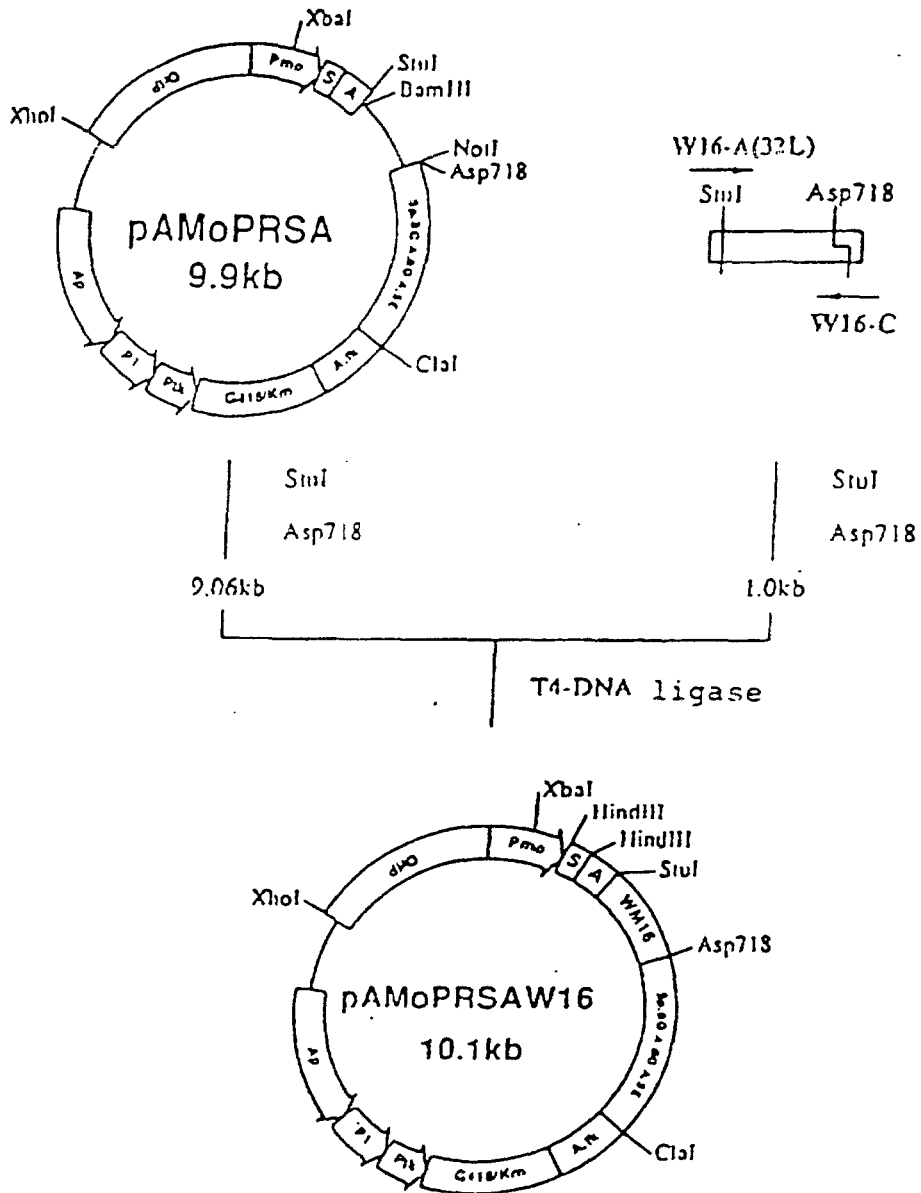 XbaI
Pmo
S
A
StuI
BamHI
OriP
XhoI
NotI
Asp718
pAMoPRSA
9.9kb
Ap
P1
Ptk
G418/Km
ClaI
W16-A(32L)
StuI
Asp718
W16-C
StuI
Asp718
9.06kb
StuI
Asp718
1.0kb
T4-DNA ligase
XbaI
HindIII
HindIII
Pmo
S
A
StuI
OriP
XhoI
WM16
Asp718
pAMoPRSAW16
10.1kb
Ap
P1
Ptk
G418/Km
ClaI